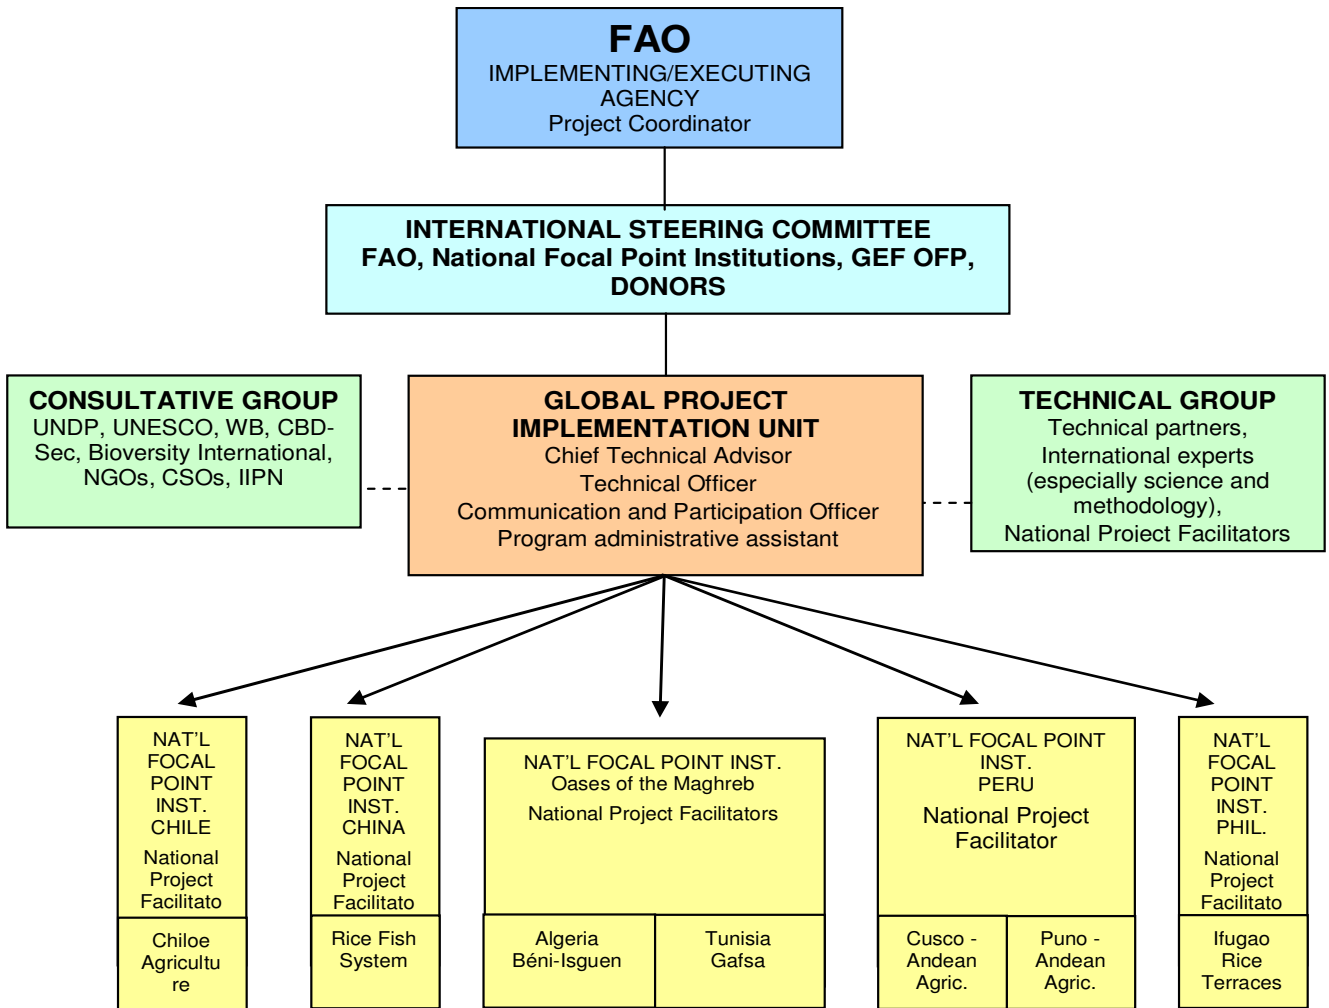 FAO
IMPLEMENTING/EXECUTING
AGENCY
Project Coordinator
INTERNATIONAL STEERING COMMITTEE
FAO, National Focal Point Institutions, GEF OFP,
DONORS
CONSULTATIVE GROUP
UNDP, UNESCO, WB, CBD-
Sec, Bioversity International,
NGOs, CSOs, IIPN
GLOBAL PROJECT
IMPLEMENTATION UNIT
Chief Technical Advisor
Technical Officer
Communication and Participation Officer
Program administrative assistant
TECHNICAL GROUP
Technical partners,
International experts
(especially science and
methodology),
National Project Facilitators
NAT'L
FOCAL
POINT
INST.
CHILE
National
Project
Facilitato
Chiloe
Agricultu
re
NAT'L
FOCAL
POINT
INST.
CHINA
National
Project
Facilitato
Rice Fish
System
NAT'L FOCAL POINT INST.
Oases of the Maghreb
National Project Facilitators
Algeria
Béni-Isguen
Tunisia
Gafsa
NAT'L FOCAL POINT
INST.
PERU
National Project
Facilitator
Cusco -
Andean
Agric.
Puno -
Andean
Agric.
NAT'L
FOCAL
POINT
INST.
PHIL.
National
Project
Facilitato
Ifugao
Rice
Terraces